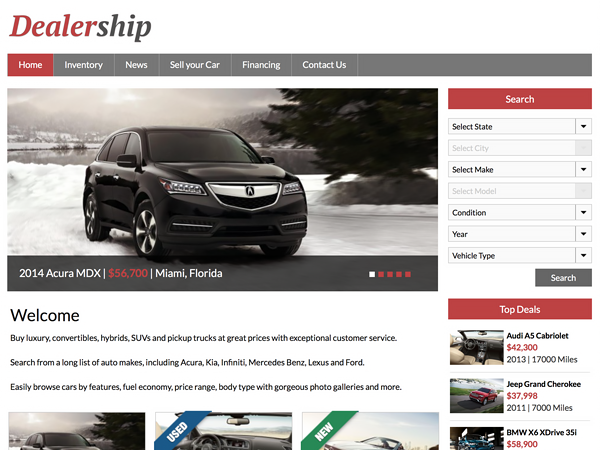 Dealership
Home Inventory News Sell your Car Financing Contact Us
2014 Acura MDX | $56,700 | Miami, Florida
Search
Select State
Select City
Select Make
Select Model
Condition
Year
Vehicle Type
Search
Welcome
Buy luxury, convertibles, hybrids, SUVs and pickup trucks at great prices with exceptional customer service.
Search from a long list of auto makes, including Acura, Kia, Infiniti, Mercedes Benz, Lexus and Ford.
Easily browse cars by features, fuel economy, price range, body type with gorgeous photo galleries and more.
USED
NEW
Top Deals
Audi A5 Cabriolet
$42,300
2013 | 17000 Miles
Jeep Grand Cherokee
$37,998
2011 | 7000 Miles
BMW X6 XDrive 35i
$58,900